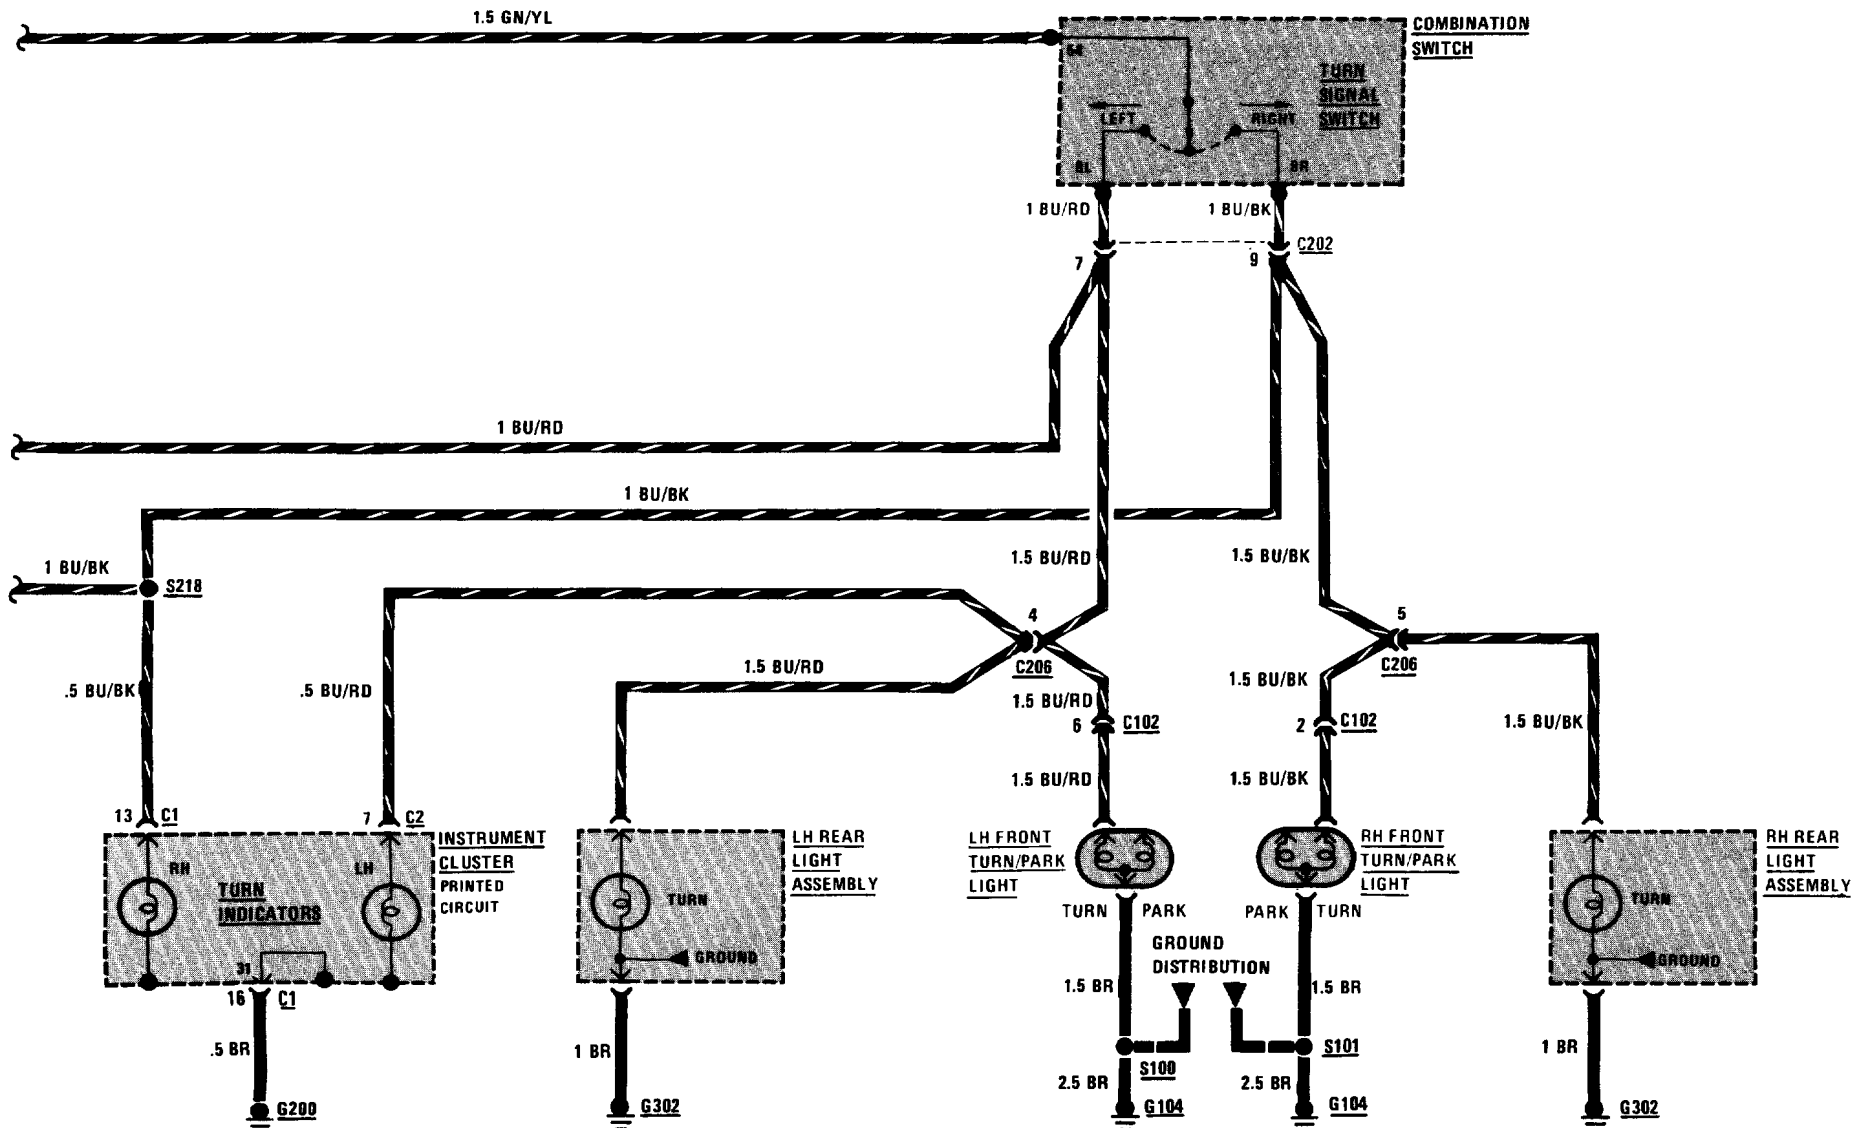 1.5 GN/YL
COMBINATION
SWITCH
54
TURN
SIGNAL
SWITCH
LEFT
RIGHT
BL
BR
1 BU/RD
1 BU/BK
C202
7
9
1 BU/RD
1 BU/BK
1.5 BU/RD
1.5 BU/BK
1 BU/BK
S218
4
5
C206
C206
1.5 BU/RD
.5 BU/BK
.5 BU/RD
1.5 BU/RD
1.5 BU/BK
6
C102
2
C102
1.5 BU/BK
1.5 BU/RD
1.5 BU/BK
13
C1
7
C2
INSTRUMENT
CLUSTER
PRINTED
CIRCUIT
RH
LH
TURN
INDICATORS
31
LH REAR
LIGHT
ASSEMBLY
TURN
GROUND
LH FRONT
TURN/PARK
LIGHT
RH FRONT
TURN/PARK
LIGHT
RH REAR
LIGHT
ASSEMBLY
TURN
GROUND
TURN
PARK
PARK
TURN
GROUND
DISTRIBUTION
16
C1
1.5 BR
1.5 BR
.5 BR
1 BR
S100
S101
1 BR
2.5 BR
2.5 BR
G200
G302
G104
G104
G302